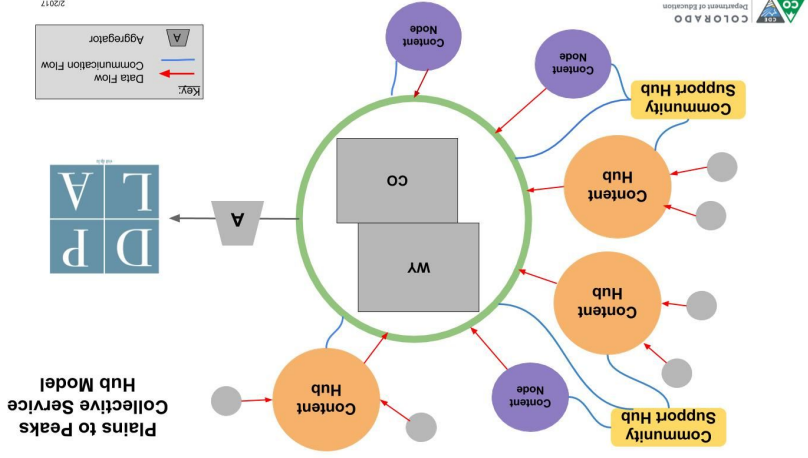 Plains to Peaks
Collective Service
Hub Model
Community
Support Hub
Content
Node
Content
Hub
Content
Hub
WY
D P
L A
A
CO
Content
Hub
Community
Support Hub
Content
Node
Content
Node
Key:
Data Flow
Communication Flow
A
Aggregator
CO
CDE
COLORADO
Department of Education
2/2017